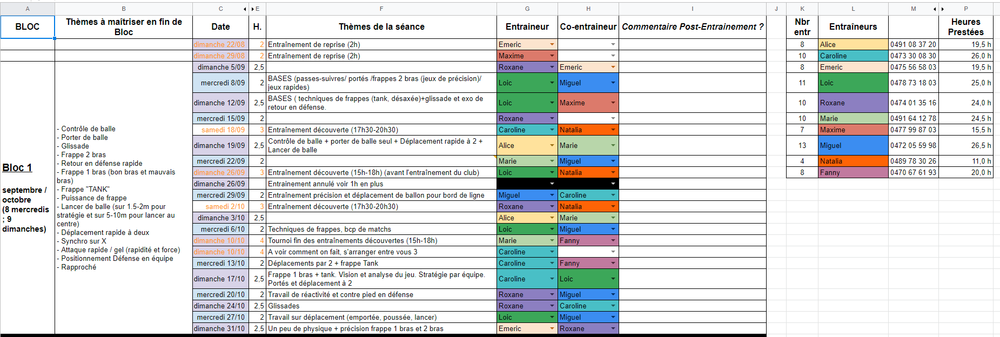 A B C E F G H I J K L M P
BLOC Thèmes à maîtriser en fin de Bloc Date H. Thèmes de la séance Entraineur Co-entraineur Commentaire Post-Entrainement ? Nbr entr Entraîneurs Heures Prestées
dimanche 22/08 2 Entraînement de reprise (2h) Emeric 8 Alice 0491 08 37 20 19,5 h
dimanche 29/08 2 Entraînement de reprise (2h) Maxime 10 Caroline 0473 30 08 30 26,0 h
dimanche 5/09 2,5 Roxane Emeric 8 Emeric 0475 56 58 03 19,5 h
mercredi 8/09 2 BASES (passes-suivres/ portés /frappes 2 bras (jeux de précision)/
jeux rapides) Loic Miguel 11 Loic 0478 73 18 03 25,0 h
dimanche 12/09 2,5 BASES ( techniques de frappes (tank, désaxée)+glissade et exo de
retour en défense. Loic Maxime 10 Roxane 0474 01 35 16 24,0 h
mercredi 15/09 2 Roxane 10 Marie 0491 64 12 78 24,5 h
samedi 18/09 3 Entraînement découverte (17h30-20h30) Caroline Natalia 7 Maxime 0477 99 87 03 15,5 h
dimanche 19/09 2,5 Contrôle de balle + porter de balle seul + Déplacement rapide à 2 +
Lancer de balle Alice Marie 13 Miguel 0472 05 59 98 26,5 h
mercredi 22/09 2 Marie Miguel 4 Natalia 0489 78 30 26 11,0 h
dimanche 26/09 3 Entraînement découverte (15h-18h) (avant l'entraînement du club) Loic Natalia 8 Fanny 0470 67 61 93 20,0 h
dimanche 26/09 Entrainement annulé voir 1h en plus
mercredi 29/09 2 Entraînement précision et déplacement de ballon pour bord de ligne Miguel Caroline
samedi 2/10 3 Entraînement découverte (17h30-20h30) Roxane Natalia
dimanche 3/10 2,5 Alice Marie
mercredi 6/10 2 Techniques de frappes, bcp de matchs Loic Miguel
dimanche 10/10 4 Tournoi fin des entraînements découvertes (15h-18h) Marie Fanny
dimanche 10/10 4 A voir comment on fait, s'arranger entre vous 3 Caroline
mercredi 13/10 2 Déplacements par 2 + frappe Tank Caroline Fanny
dimanche 17/10 2,5 Frappe 1 bras + tank. Vision et analyse du jeu. Stratégie par équipe.
Portés et déplacement à 2 Caroline Loic
mercredi 20/10 2 Travail de réactivité et contre pied en défense Roxane Miguel
dimanche 24/10 2,5 Glissades Roxane Caroline
mercredi 27/10 2 Travail sur déplacement (emportée, poussée, lancer) Loic Miguel
dimanche 31/10 2,5 Un peu de physique + précision frappe 1 bras et 2 bras Emeric Roxane
Bloc 1
septembre /
octobre
(8 mercredis
; 9
dimanches)
- Contrôle de balle
- Porter de balle
- Glissade
- Frappe 2 bras
- Retour en défense rapide
- Frappe 1 bras (bon bras et mauvais
bras)
- Frappe "TANK"
- Puissance de frappe
- Lancer de balle (sur 1.5-2m pour
stratégie et sur 5-10m pour lancer au
centre)
- Déplacement rapide à deux
- Synchro sur X
- Attaque rapide / gel (rapidité et force)
- Positionnement Défense en équipe
- Rapproché